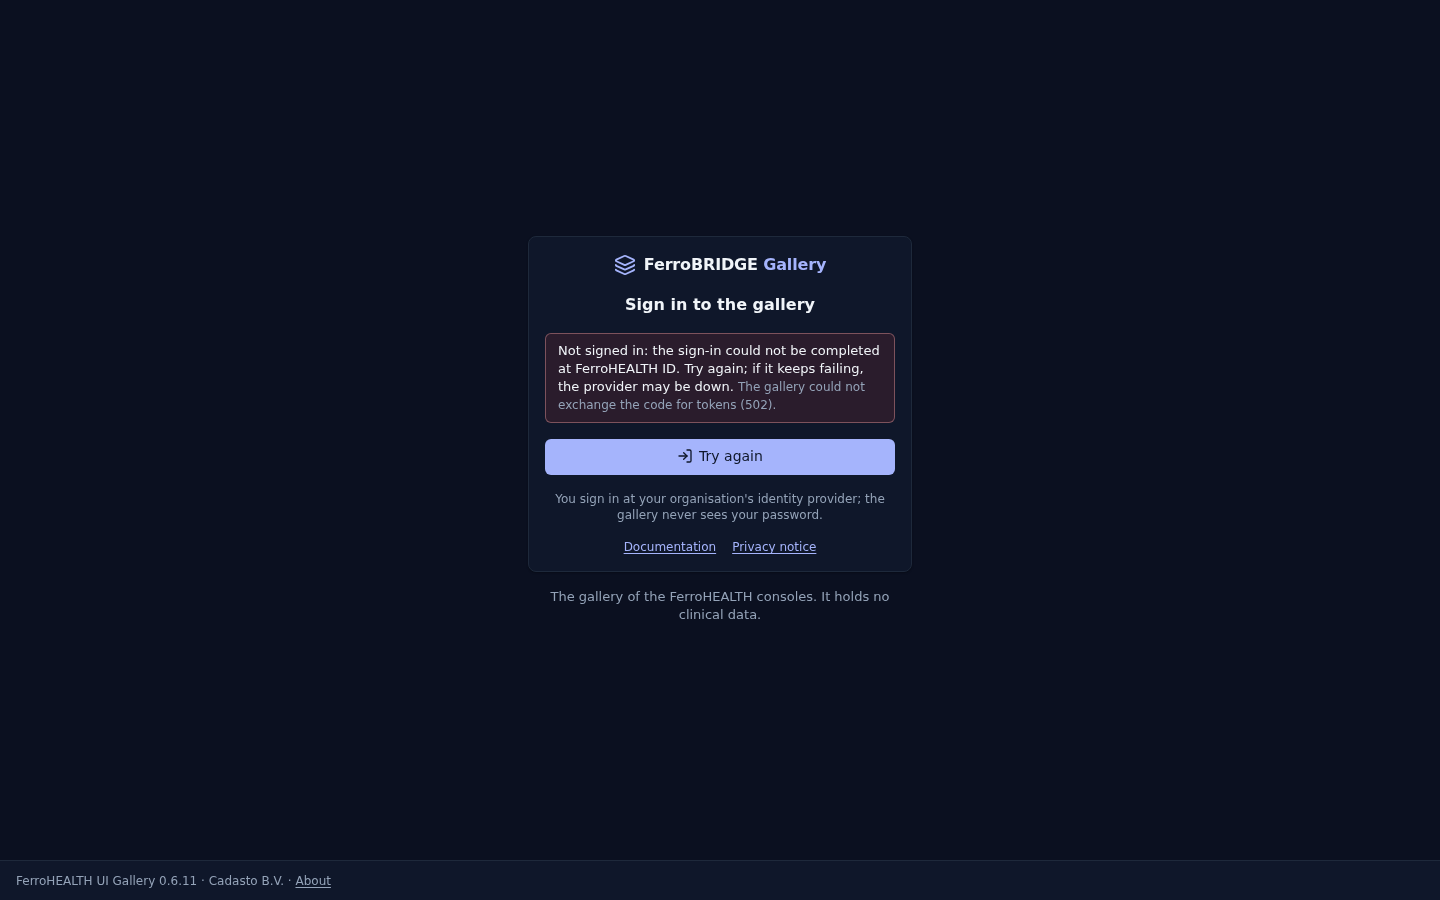 FerroBRIDGE Gallery
Sign in to the gallery
Not signed in: the sign-in could not be completed
at FerroHEALTH ID. Try again; if it keeps failing,
the provider may be down. The gallery could not
exchange the code for tokens (502).
Try again
You sign in at your organisation's identity provider; the
gallery never sees your password.
Documentation Privacy notice
The gallery of the FerroHEALTH consoles. It holds no
clinical data.
FerroHEALTH UI Gallery 0.6.11 · Cadasto B.V. · About